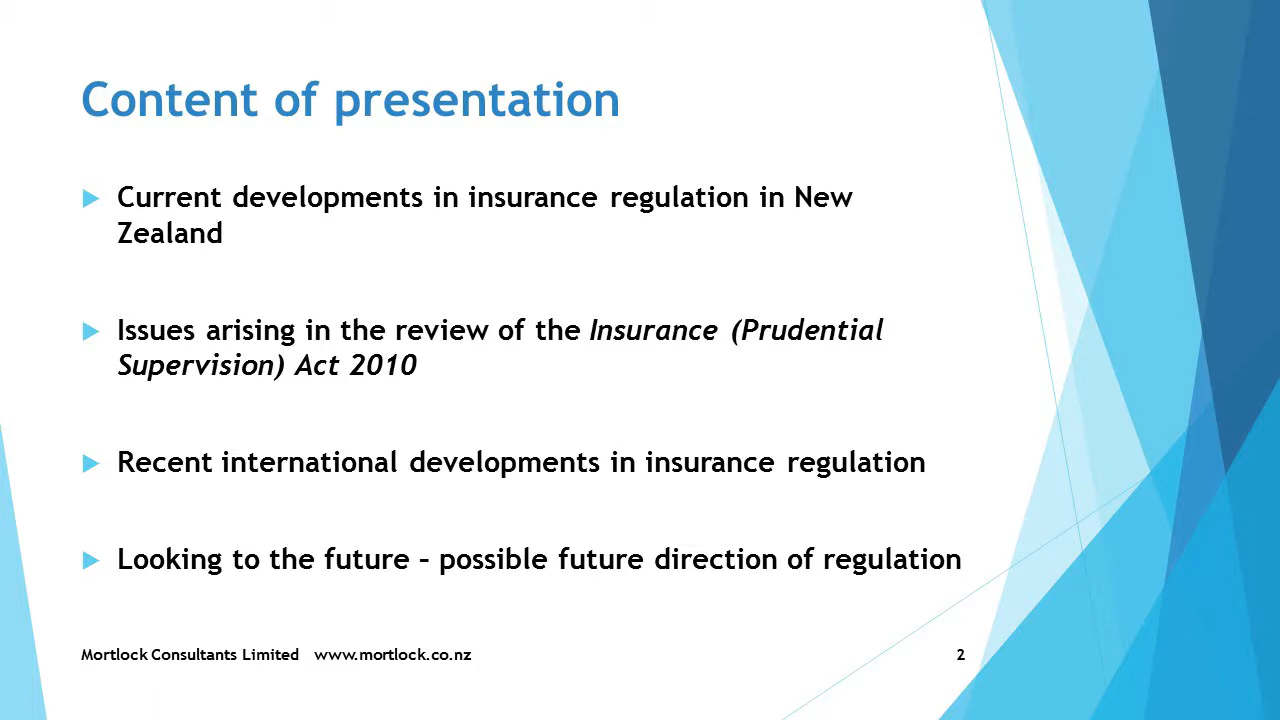 Content of presentation
Current developments in insurance regulation in New
Zealand
Issues arising in the review of the Insurance (Prudential
Supervision) Act 2010
Recent international developments in insurance regulation
Looking to the future – possible future direction of regulation
Mortlock Consultants Limited www.mortlock.co.nz
2